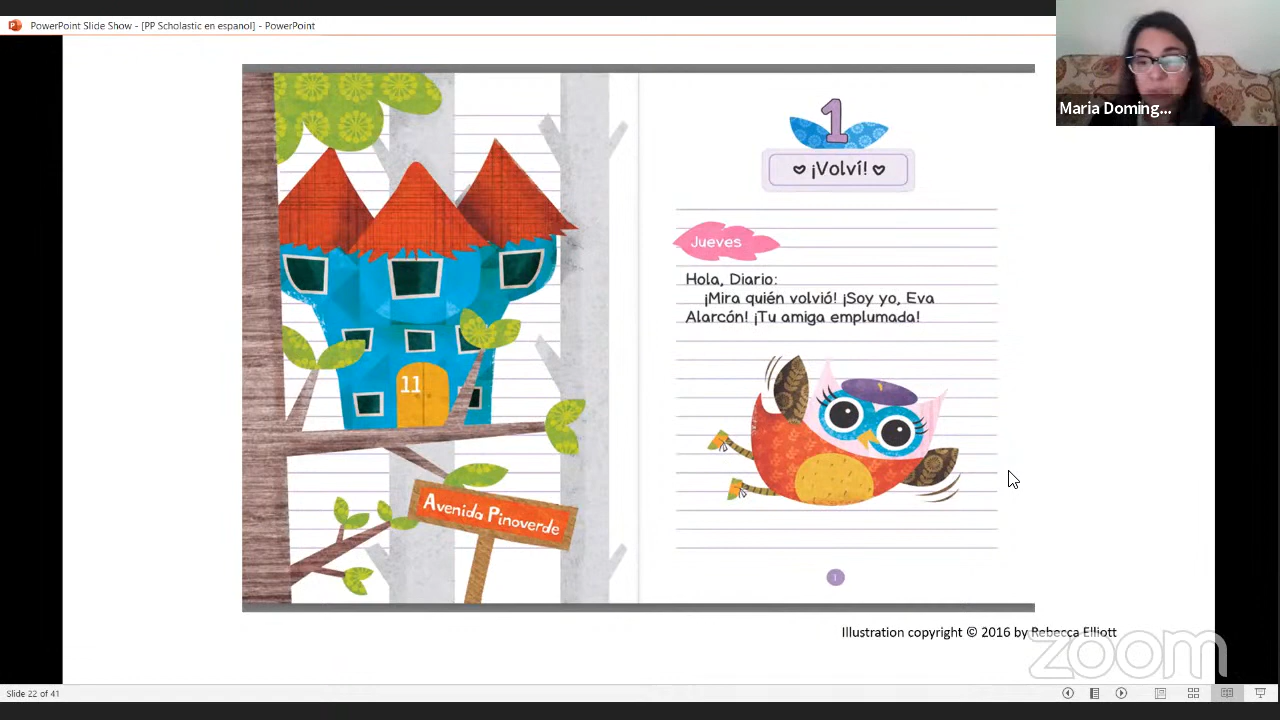 PowerPoint Slide Show - [PP Scholastic en espanol] - PowerPoint
Maria Doming...
1
¡Volví!
Jueves
Hola, Diario:
¡Mira quién volvió! ¡Soy yo, Eva
Alarcón! ¡Tu amiga emplumada!
11
Avenida Pinoverde
1
Illustration copyright © 2016 by Rebecca Elliott
zoom
Slide 22 of 41